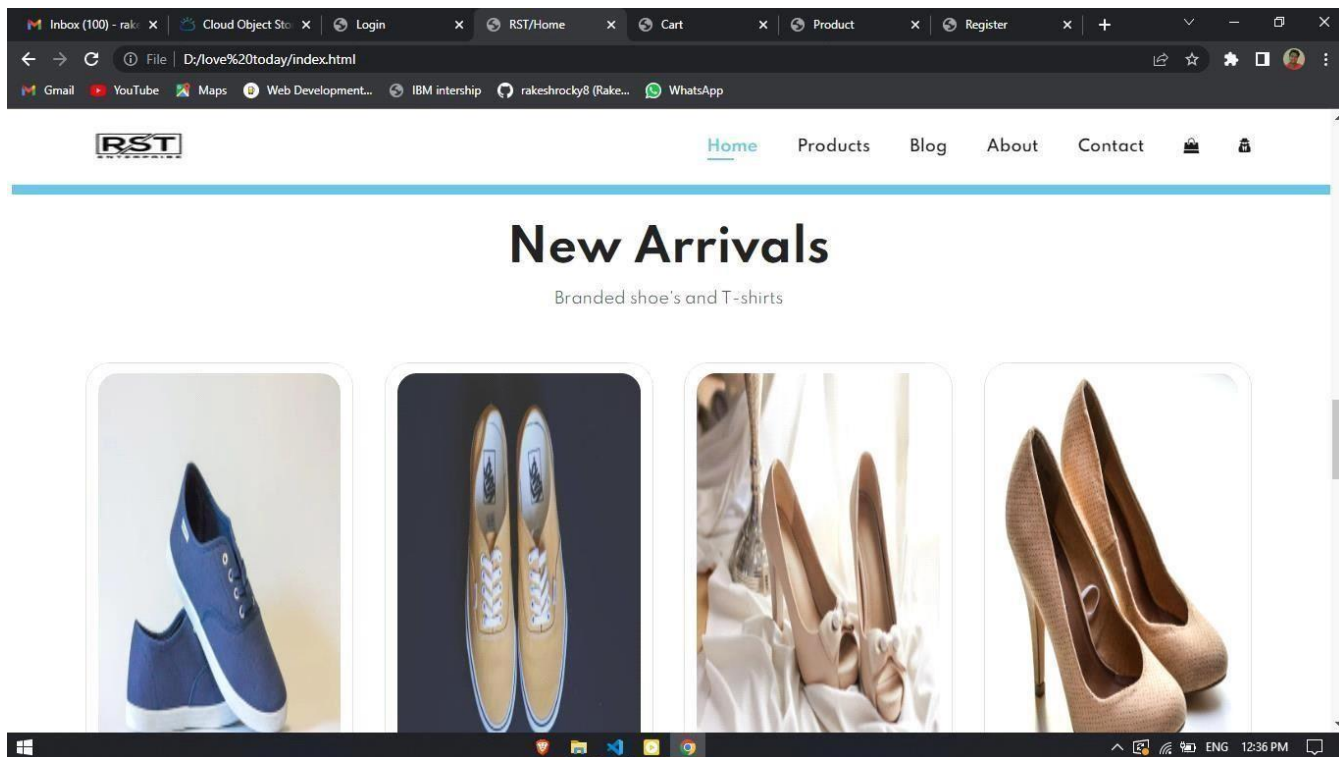 Inbox (100) - rak
Cloud Object Sto
Login
RST/Home
Cart
Product
Register
File
D:/love%20today/index.html
Gmail
YouTube
Maps
Web Development...
IBM intership
rakeshrocky8 (Rake...
WhatsApp
RST
ENTERPRISE
Home
Products
Blog
About
Contact
New Arrivals
Branded shoe's and T-shirts
ENG
12:36 PM